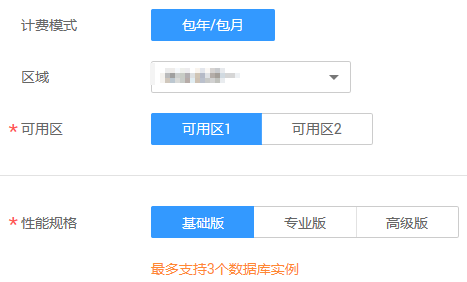 计费模式 包年/包月
区域
* 可用区 可用区1 可用区2
* 性能规格 基础版 专业版 高级版
最多支持3个数据库实例